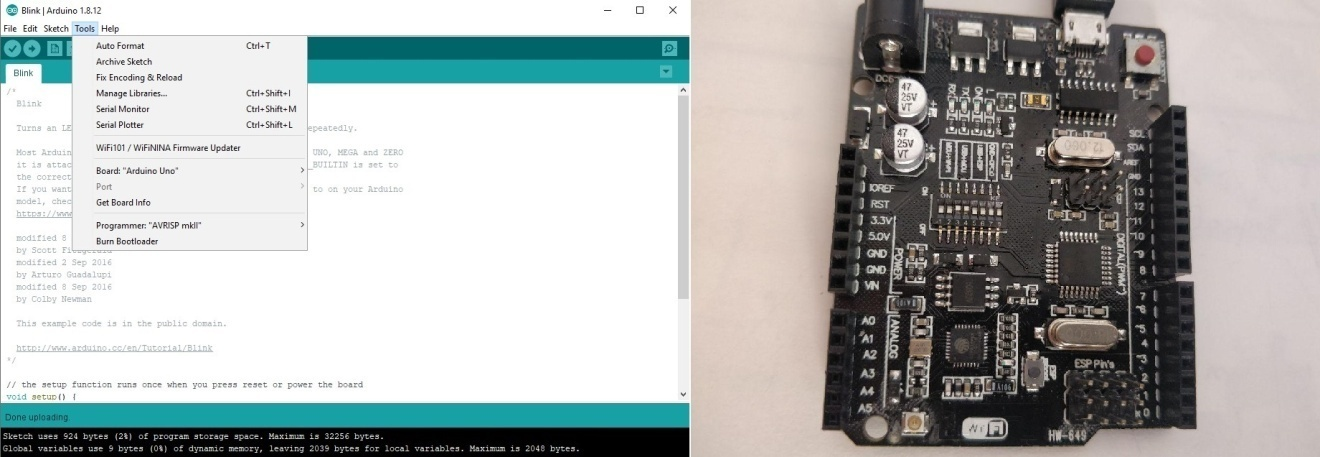 Blink | Arduino 1.8.12
File Edit Sketch Tools Help
Auto Format Ctrl+T
Archive Sketch
Fix Encoding & Reload
Manage Libraries... Ctrl+Shift+I
Serial Monitor Ctrl+Shift+M
Serial Plotter Ctrl+Shift+L
WiFi101 / WiFiNINA Firmware Updater
Board: "Arduino Uno"
Port
Get Board Info
Programmer: "AVRISP mkII"
Burn Bootloader
Blink
/*
Blink
Turns an LE epeatedly.
Most Arduin UNO, MEGA and ZERO
it is attac _BUILTIN is set to
the correct
If you want to on your Arduino
model, chec
https://www
modified 8
by Scott Fitzgerald
modified 2 Sep 2016
by Arturo Guadalupi
modified 8 Sep 2016
by Colby Newman
This example code is in the public domain.
http://www.arduino.cc/en/Tutorial/Blink
*/
// the setup function runs once when you press reset or power the board
void setup() {
Done uploading.
Sketch uses 924 bytes (2%) of program storage space. Maximum is 32256 bytes.
Global variables use 9 bytes (0%) of dynamic memory, leaving 2039 bytes for local variables. Maximum is 2048 bytes.
47
25V
VT
47
25V
VT
RX
TX
ON
L
12.000
ON
OFF
IOREF
RST
3.3V
5.0V
GND
GND
VIN
POWER
A0
A1
A2
A3
A4
A5
ANALOG
SCL
SDA
AREF
GND
13
12
11
10
9
8
7
6
5
4
3
2
1
0
DIGITAL(PWM~)
ESP Pin's
HW-649